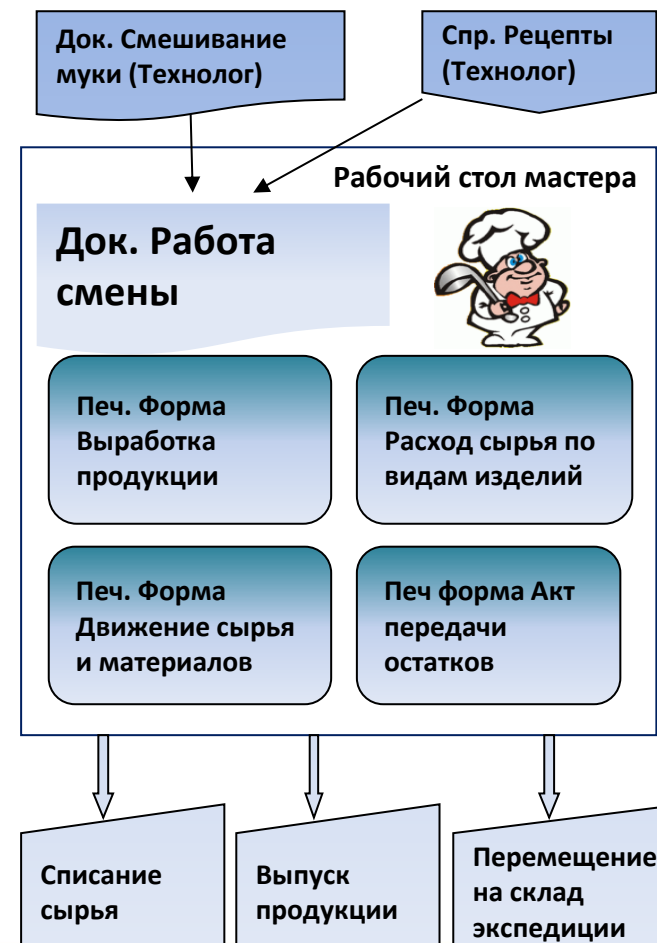 Док. Смешивание
муки (Технолог)
Спр. Рецепты
(Технолог)
Рабочий стол мастера
Док. Работа
смены
Печ. Форма
Выработка
продукции
Печ. Форма
Расход сырья по
видам изделий
Печ. Форма
Движение сырья
и материалов
Печ форма Акт
передачи
остатков
Списание
сырья
Выпуск
продукции
Перемещение
на склад
экспедиции